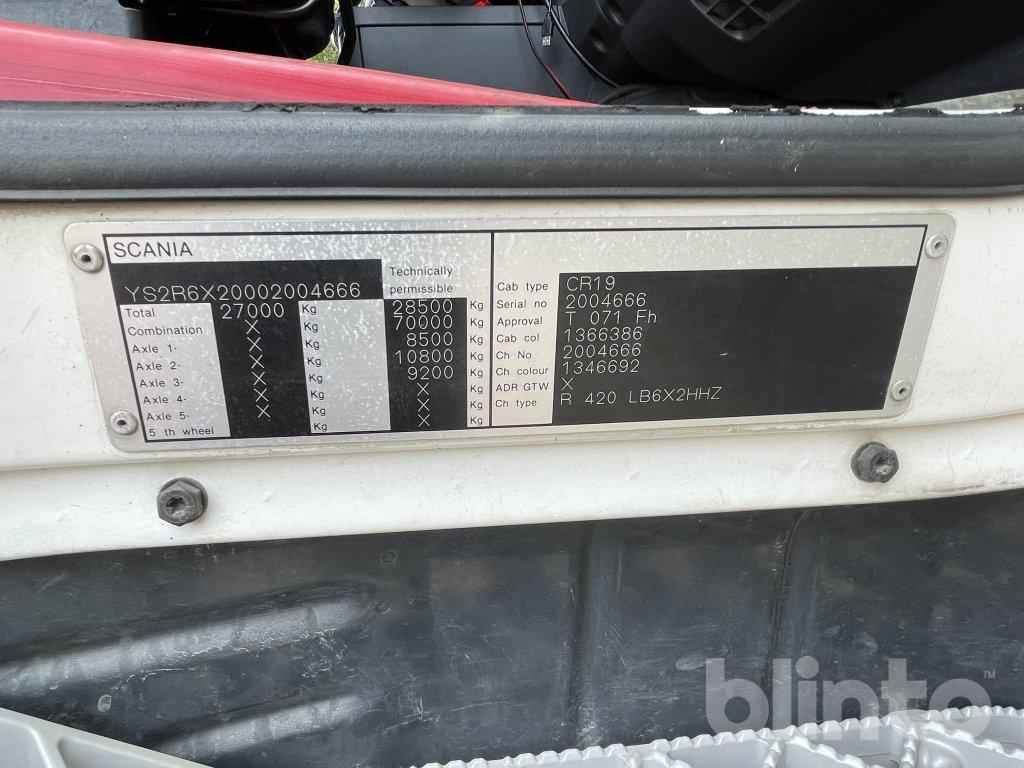 SCANIA
Technically permissible
YS2R6X20002004666
Total 27000 Kg 28500 Kg
Combination X Kg 70000 Kg
Axle 1- X Kg 8500 Kg
Axle 2- X Kg 10800 Kg
Axle 3- X Kg 9200 Kg
Axle 4- X Kg X Kg
Axle 5- X Kg X Kg
5 th wheel Kg X Kg
Cab type CR19
Serial no 2004666
Approval T 071 Fh
Cab col 1366386
Ch No 2004666
Ch colour 1346692
ADR GTW X
Ch type R 420 LB6X2HHZ
blinto™